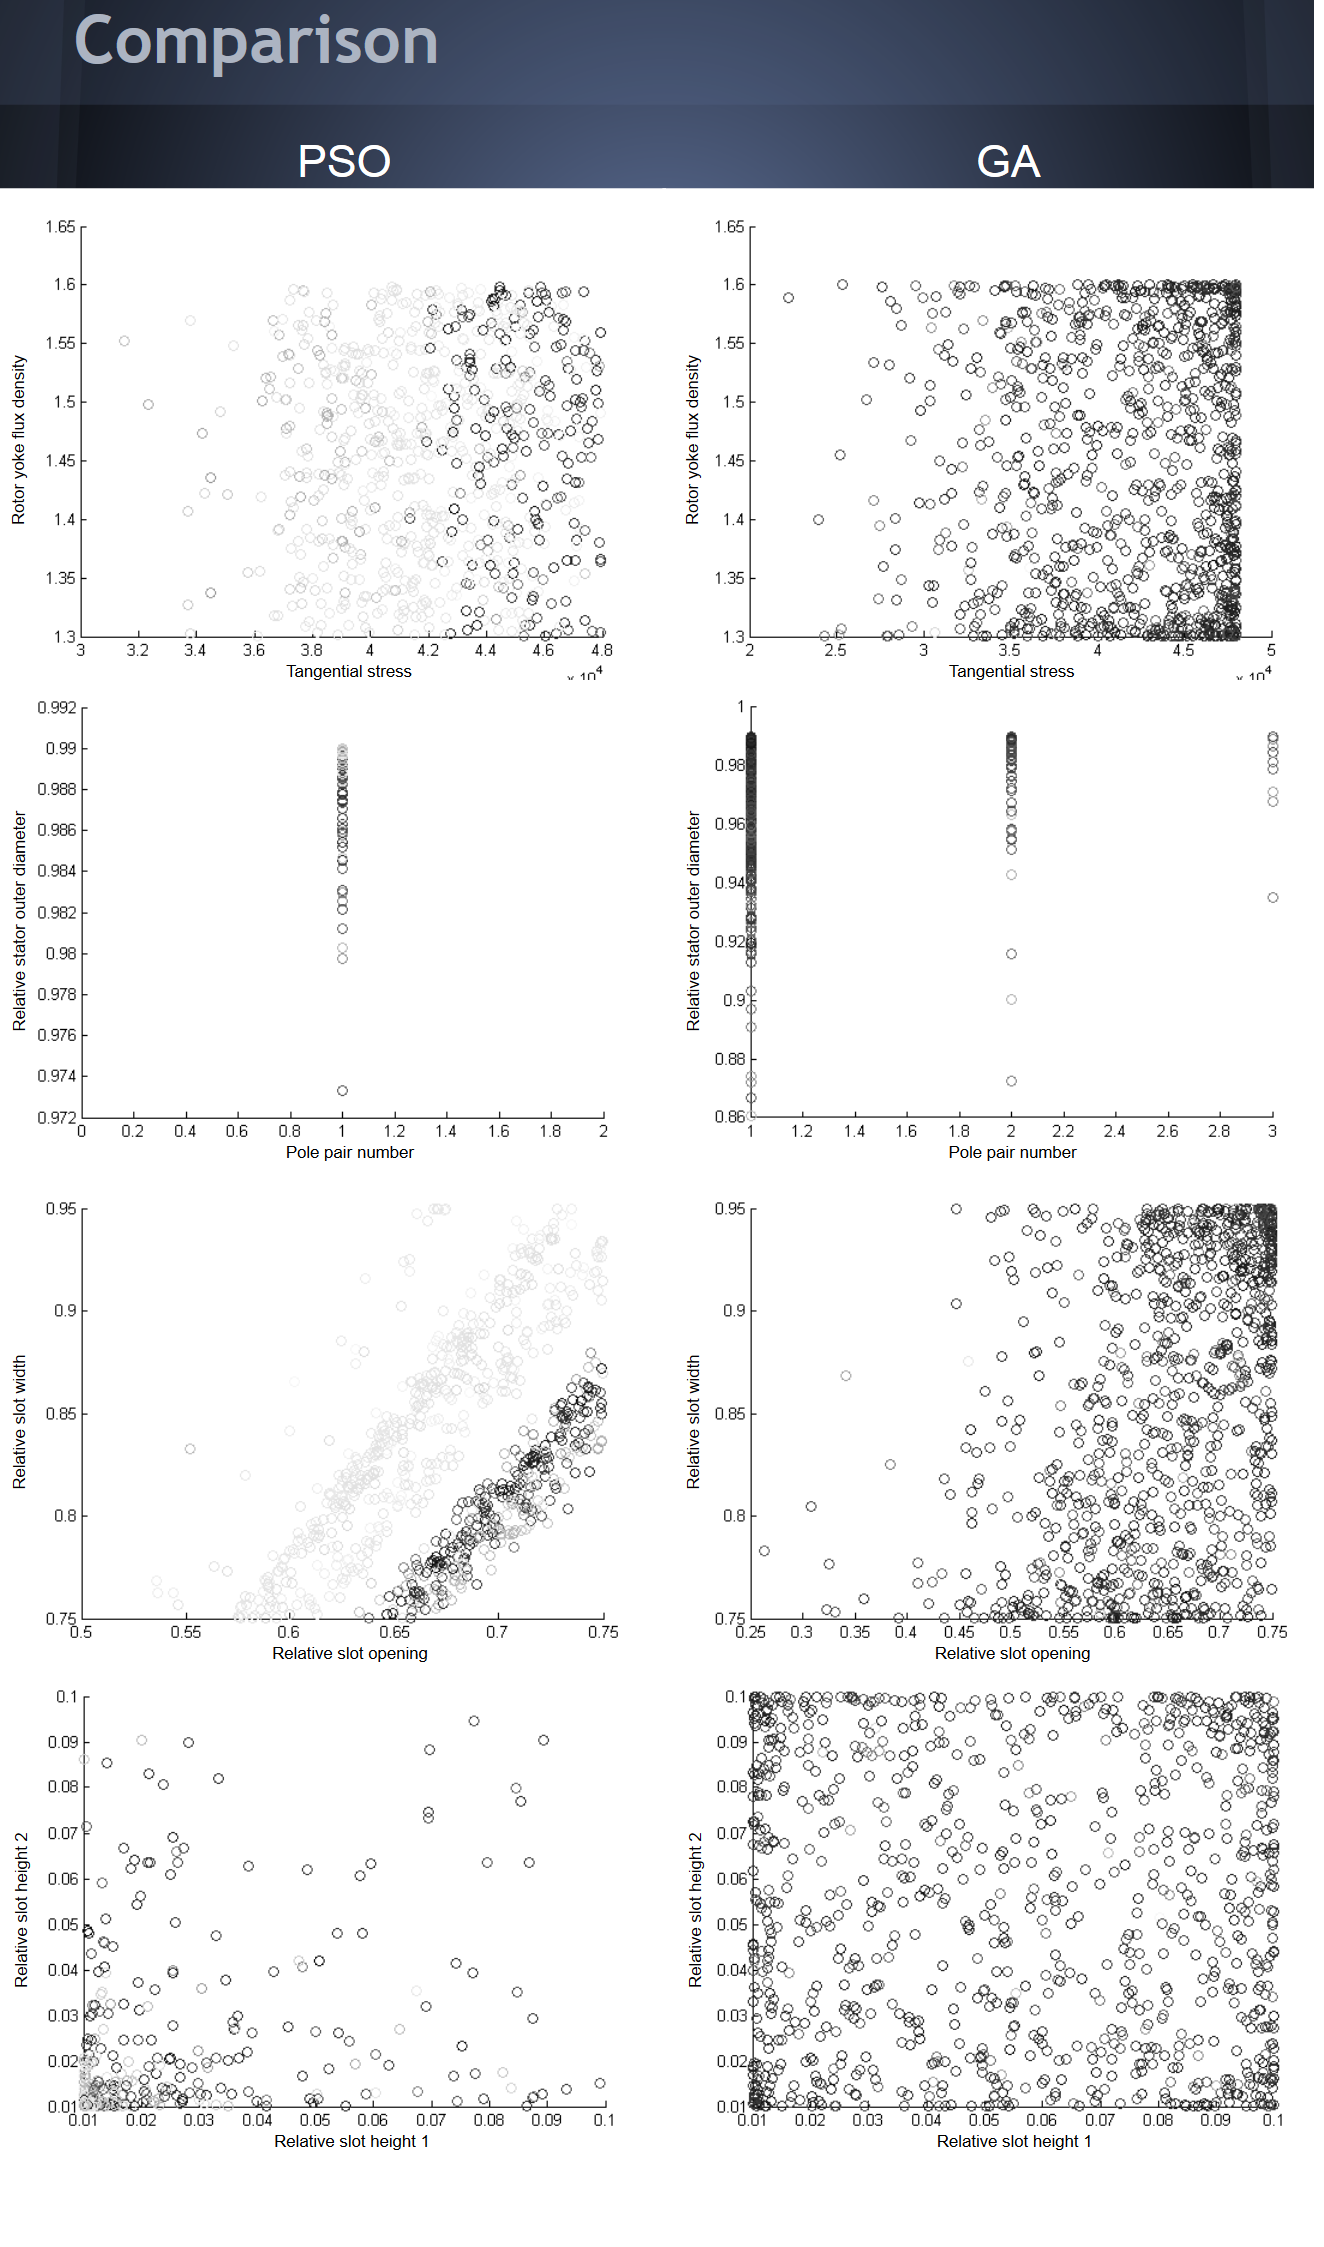 Comparison
PSO
GA
1.65
1.6
1.55
1.5
1.45
1.4
1.35
1.3
Rotor yoke flux density
3 3.2 3.4 3.6 3.8 4 4.2 4.4 4.6 4.8
Tangential stress
x 10^4
1.65
1.6
1.55
1.5
1.45
1.4
1.35
1.3
Rotor yoke flux density
2 2.5 3 3.5 4 4.5 5
Tangential stress
x 10^4
0.992
0.99
0.988
0.986
0.984
0.982
0.98
0.978
0.976
0.974
0.972
Relative stator outer diameter
0 0.2 0.4 0.6 0.8 1 1.2 1.4 1.6 1.8 2
Pole pair number
1
0.98
0.96
0.94
0.92
0.9
0.88
0.86
Relative stator outer diameter
1 1.2 1.4 1.6 1.8 2 2.2 2.4 2.6 2.8 3
Pole pair number
0.95
0.9
0.85
0.8
0.75
Relative slot width
0.5 0.55 0.6 0.65 0.7 0.75
Relative slot opening
0.95
0.9
0.85
0.8
0.75
Relative slot width
0.25 0.3 0.35 0.4 0.45 0.5 0.55 0.6 0.65 0.7 0.75
Relative slot opening
0.1
0.09
0.08
0.07
0.06
0.05
0.04
0.03
0.02
0.01
Relative slot height 2
0.01 0.02 0.03 0.04 0.05 0.06 0.07 0.08 0.09 0.1
Relative slot height 1
0.1
0.09
0.08
0.07
0.06
0.05
0.04
0.03
0.02
0.01
Relative slot height 2
0.01 0.02 0.03 0.04 0.05 0.06 0.07 0.08 0.09 0.1
Relative slot height 1